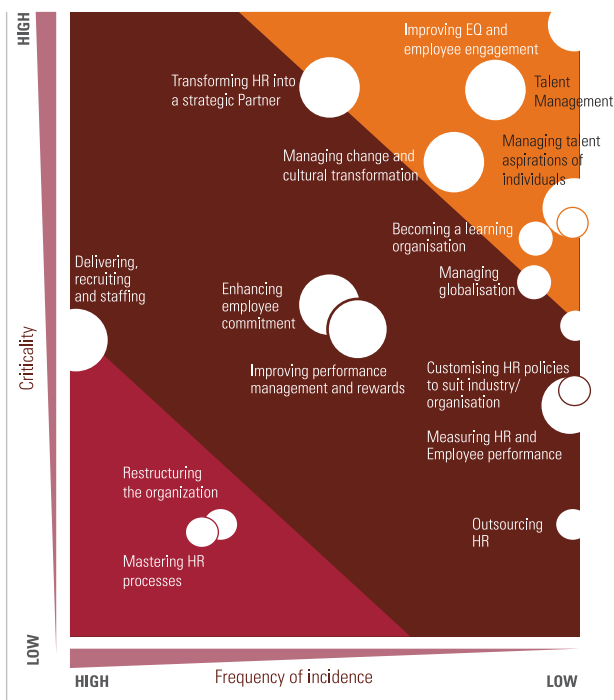 HIGH
Improving EQ and
employee engagement
Transforming HR into
a strategic Partner
Talent
Management
Managing change and
cultural transformation
Managing talent
aspirations of
individuals
Becoming a learning
organisation
Delivering,
recruiting
and staffing
Managing
globalisation
Enhancing
employee
commitment
Criticality
Improving performance
management and rewards
Customising HR policies
to suit industry/
organisation
Measuring HR and
Employee performance
Restructuring
the organization
Outsourcing
HR
Mastering HR
processes
LOW
HIGH
Frequency of incidence
LOW